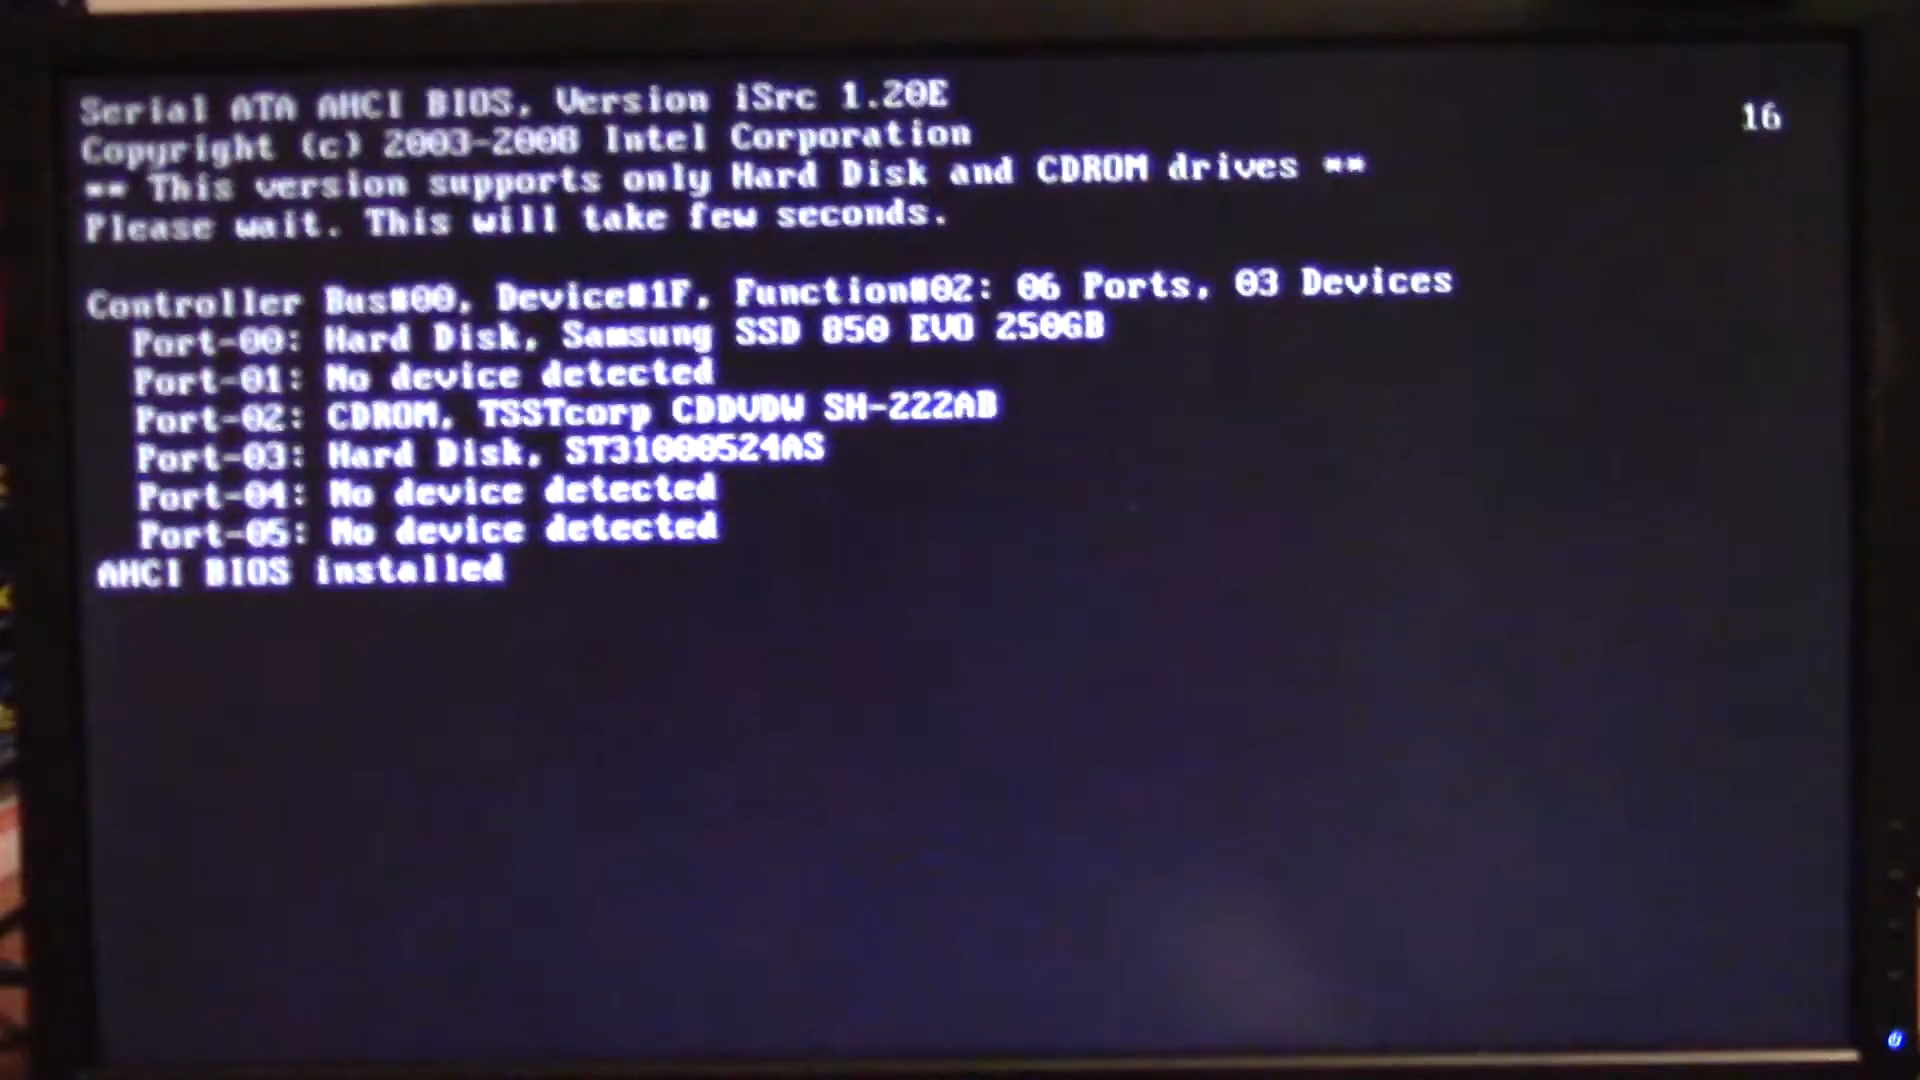 Serial ATA AHCI BIOS, Version iSrc 1.20E
16
Copyright (c) 2003-2008 Intel Corporation
** This version supports only Hard Disk and CDROM drives **
Please wait. This will take few seconds.
Controller Bus#00, Device#1F, Function#02: 06 Ports, 03 Devices
Port-00: Hard Disk, Samsung SSD 850 EVO 250GB
Port-01: No device detected
Port-02: CDROM, TSSTcorp CDDVDW SH-222AB
Port-03: Hard Disk, ST31000524AS
Port-04: No device detected
Port-05: No device detected
AHCI BIOS installed